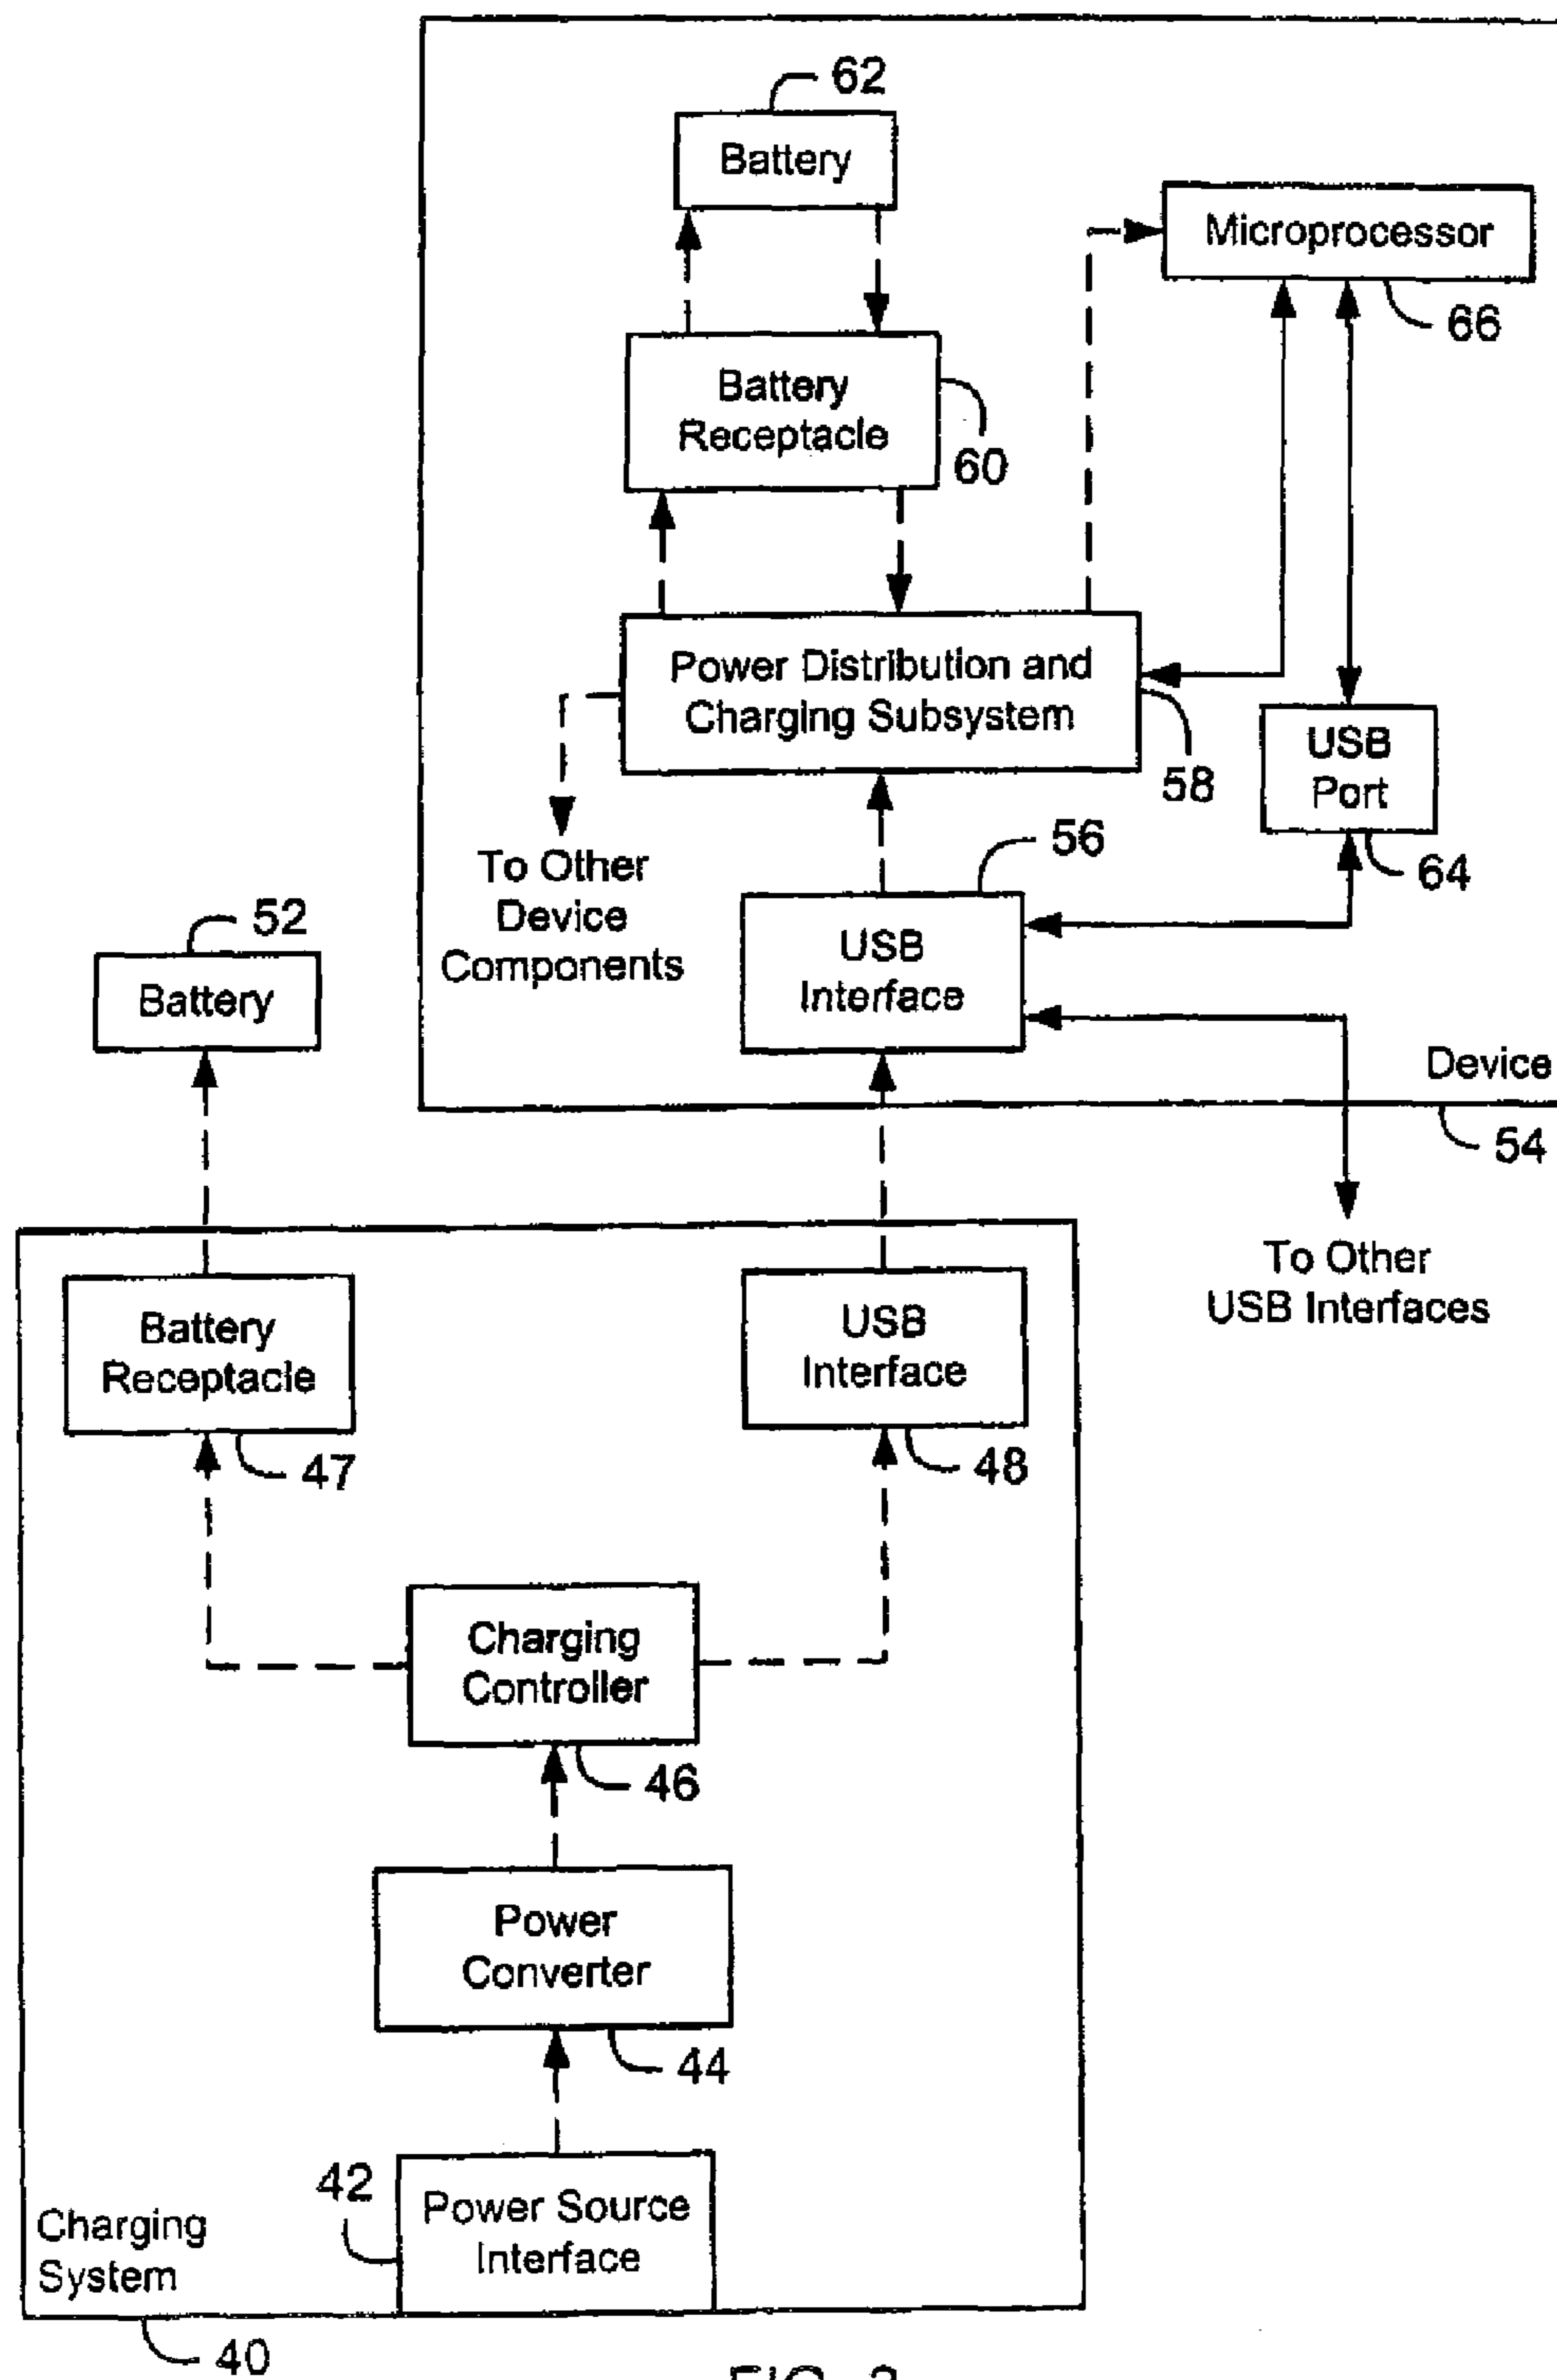 62
Battery
Microprocessor
66
Battery
Receptacle
60
Power Distribution and
Charging Subsystem
58
USB
Port
64
To Other
Device
Components
56
USB
Interface
52
Battery
Device
54
To Other
USB Interfaces
Battery
Receptacle
47
USB
Interface
48
Charging
Controller
46
Power
Converter
44
42
Power Source
Interface
Charging
System
40